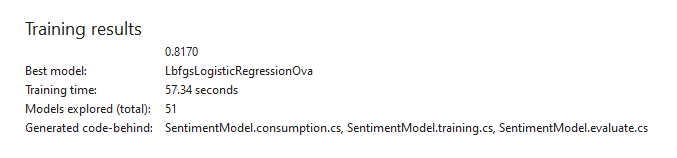 Training results
0.8170
Best model: LbfgsLogisticRegressionOva
Training time: 57.34 seconds
Models explored (total): 51
Generated code-behind: SentimentModel.consumption.cs, SentimentModel.training.cs, SentimentModel.evaluate.cs